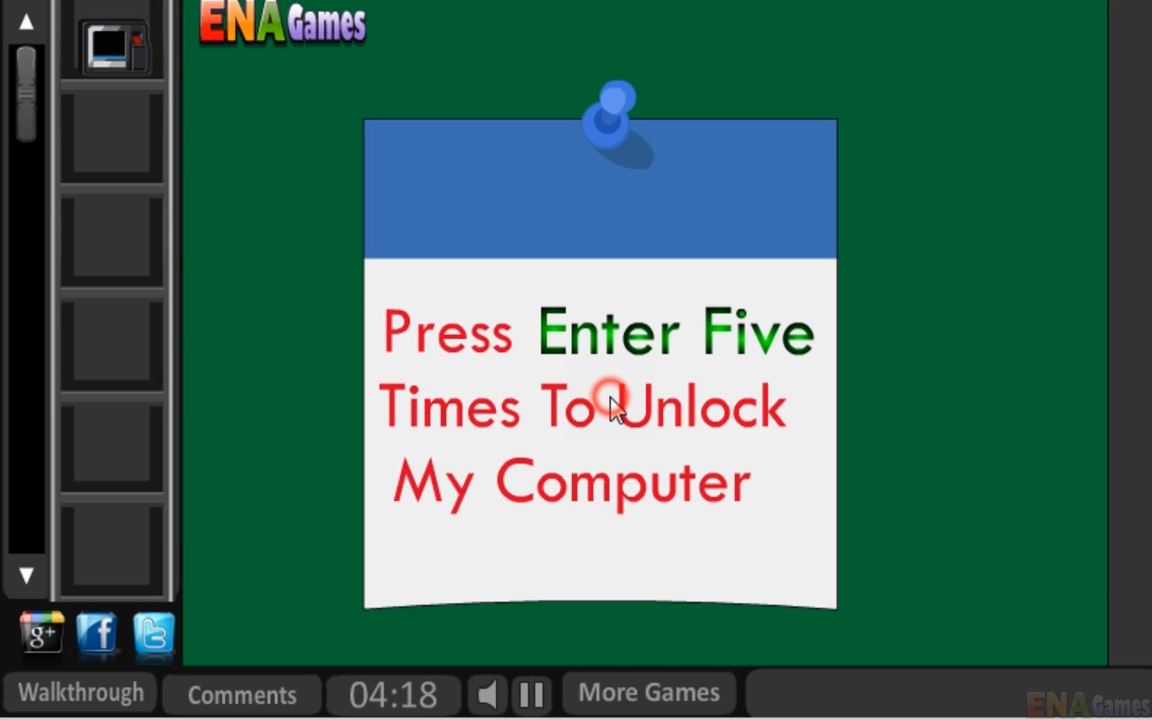 ENA Games
Press Enter Five
Times To Unlock
My Computer
g+ f t
Walkthrough Comments 04:18 More Games
ENA Games